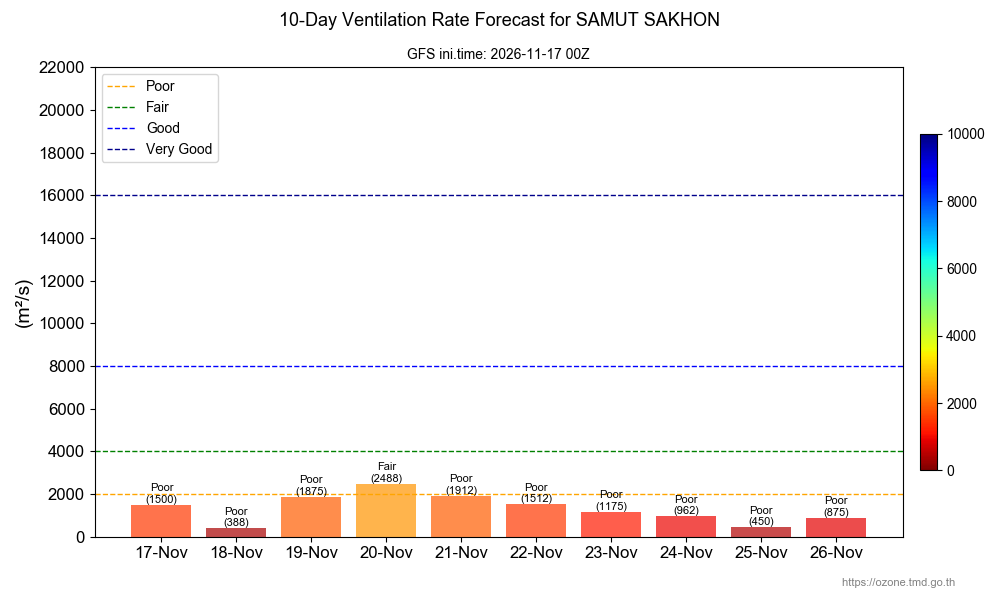 10-Day Ventilation Rate Forecast for SAMUT SAKHON
GFS ini.time: 2026-11-17 00Z
Poor
Fair
Good
Very Good
(m²/s)
22000
20000
18000
16000
14000
12000
10000
8000
6000
4000
2000
0
Poor
(1500)
Poor
(388)
Poor
(1875)
Fair
(2488)
Poor
(1912)
Poor
(1512)
Poor
(1175)
Poor
(962)
Poor
(450)
Poor
(875)
17-Nov 18-Nov 19-Nov 20-Nov 21-Nov 22-Nov 23-Nov 24-Nov 25-Nov 26-Nov
10000
8000
6000
4000
2000
0
https://ozone.tmd.go.th